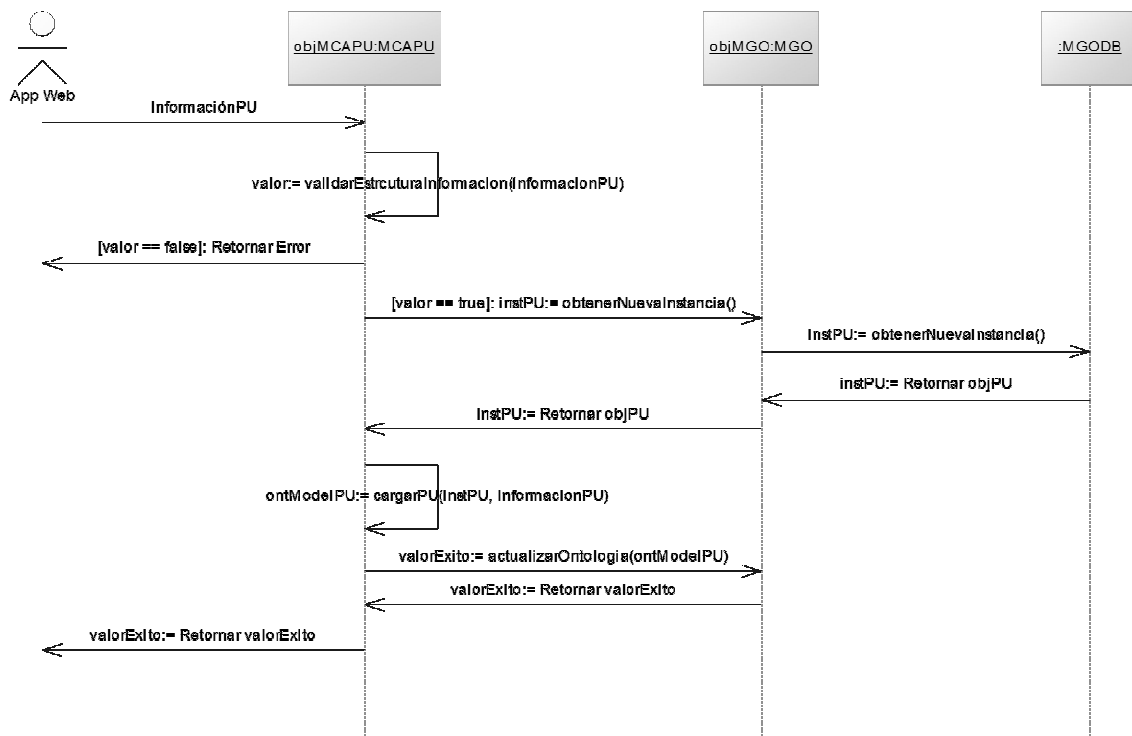 objMCAPU:MCAPU
objMGO:MGO
:MGODB
App Web
InformaciónPU
valor:= validarEstrcuturaInformacion(InformacionPU)
[valor == false]: Retornar Error
[valor == true]: instPU:= obtenerNuevaInstancia()
instPU:= obtenerNuevaInstancia()
instPU:= Retornar objPU
instPU:= Retornar objPU
ontModelPU:= cargarPU(instPU, InformacionPU)
valorExito:= actualizarOntologia(ontModelPU)
valorExito:= Retornar valorExito
valorExito:= Retornar valorExito